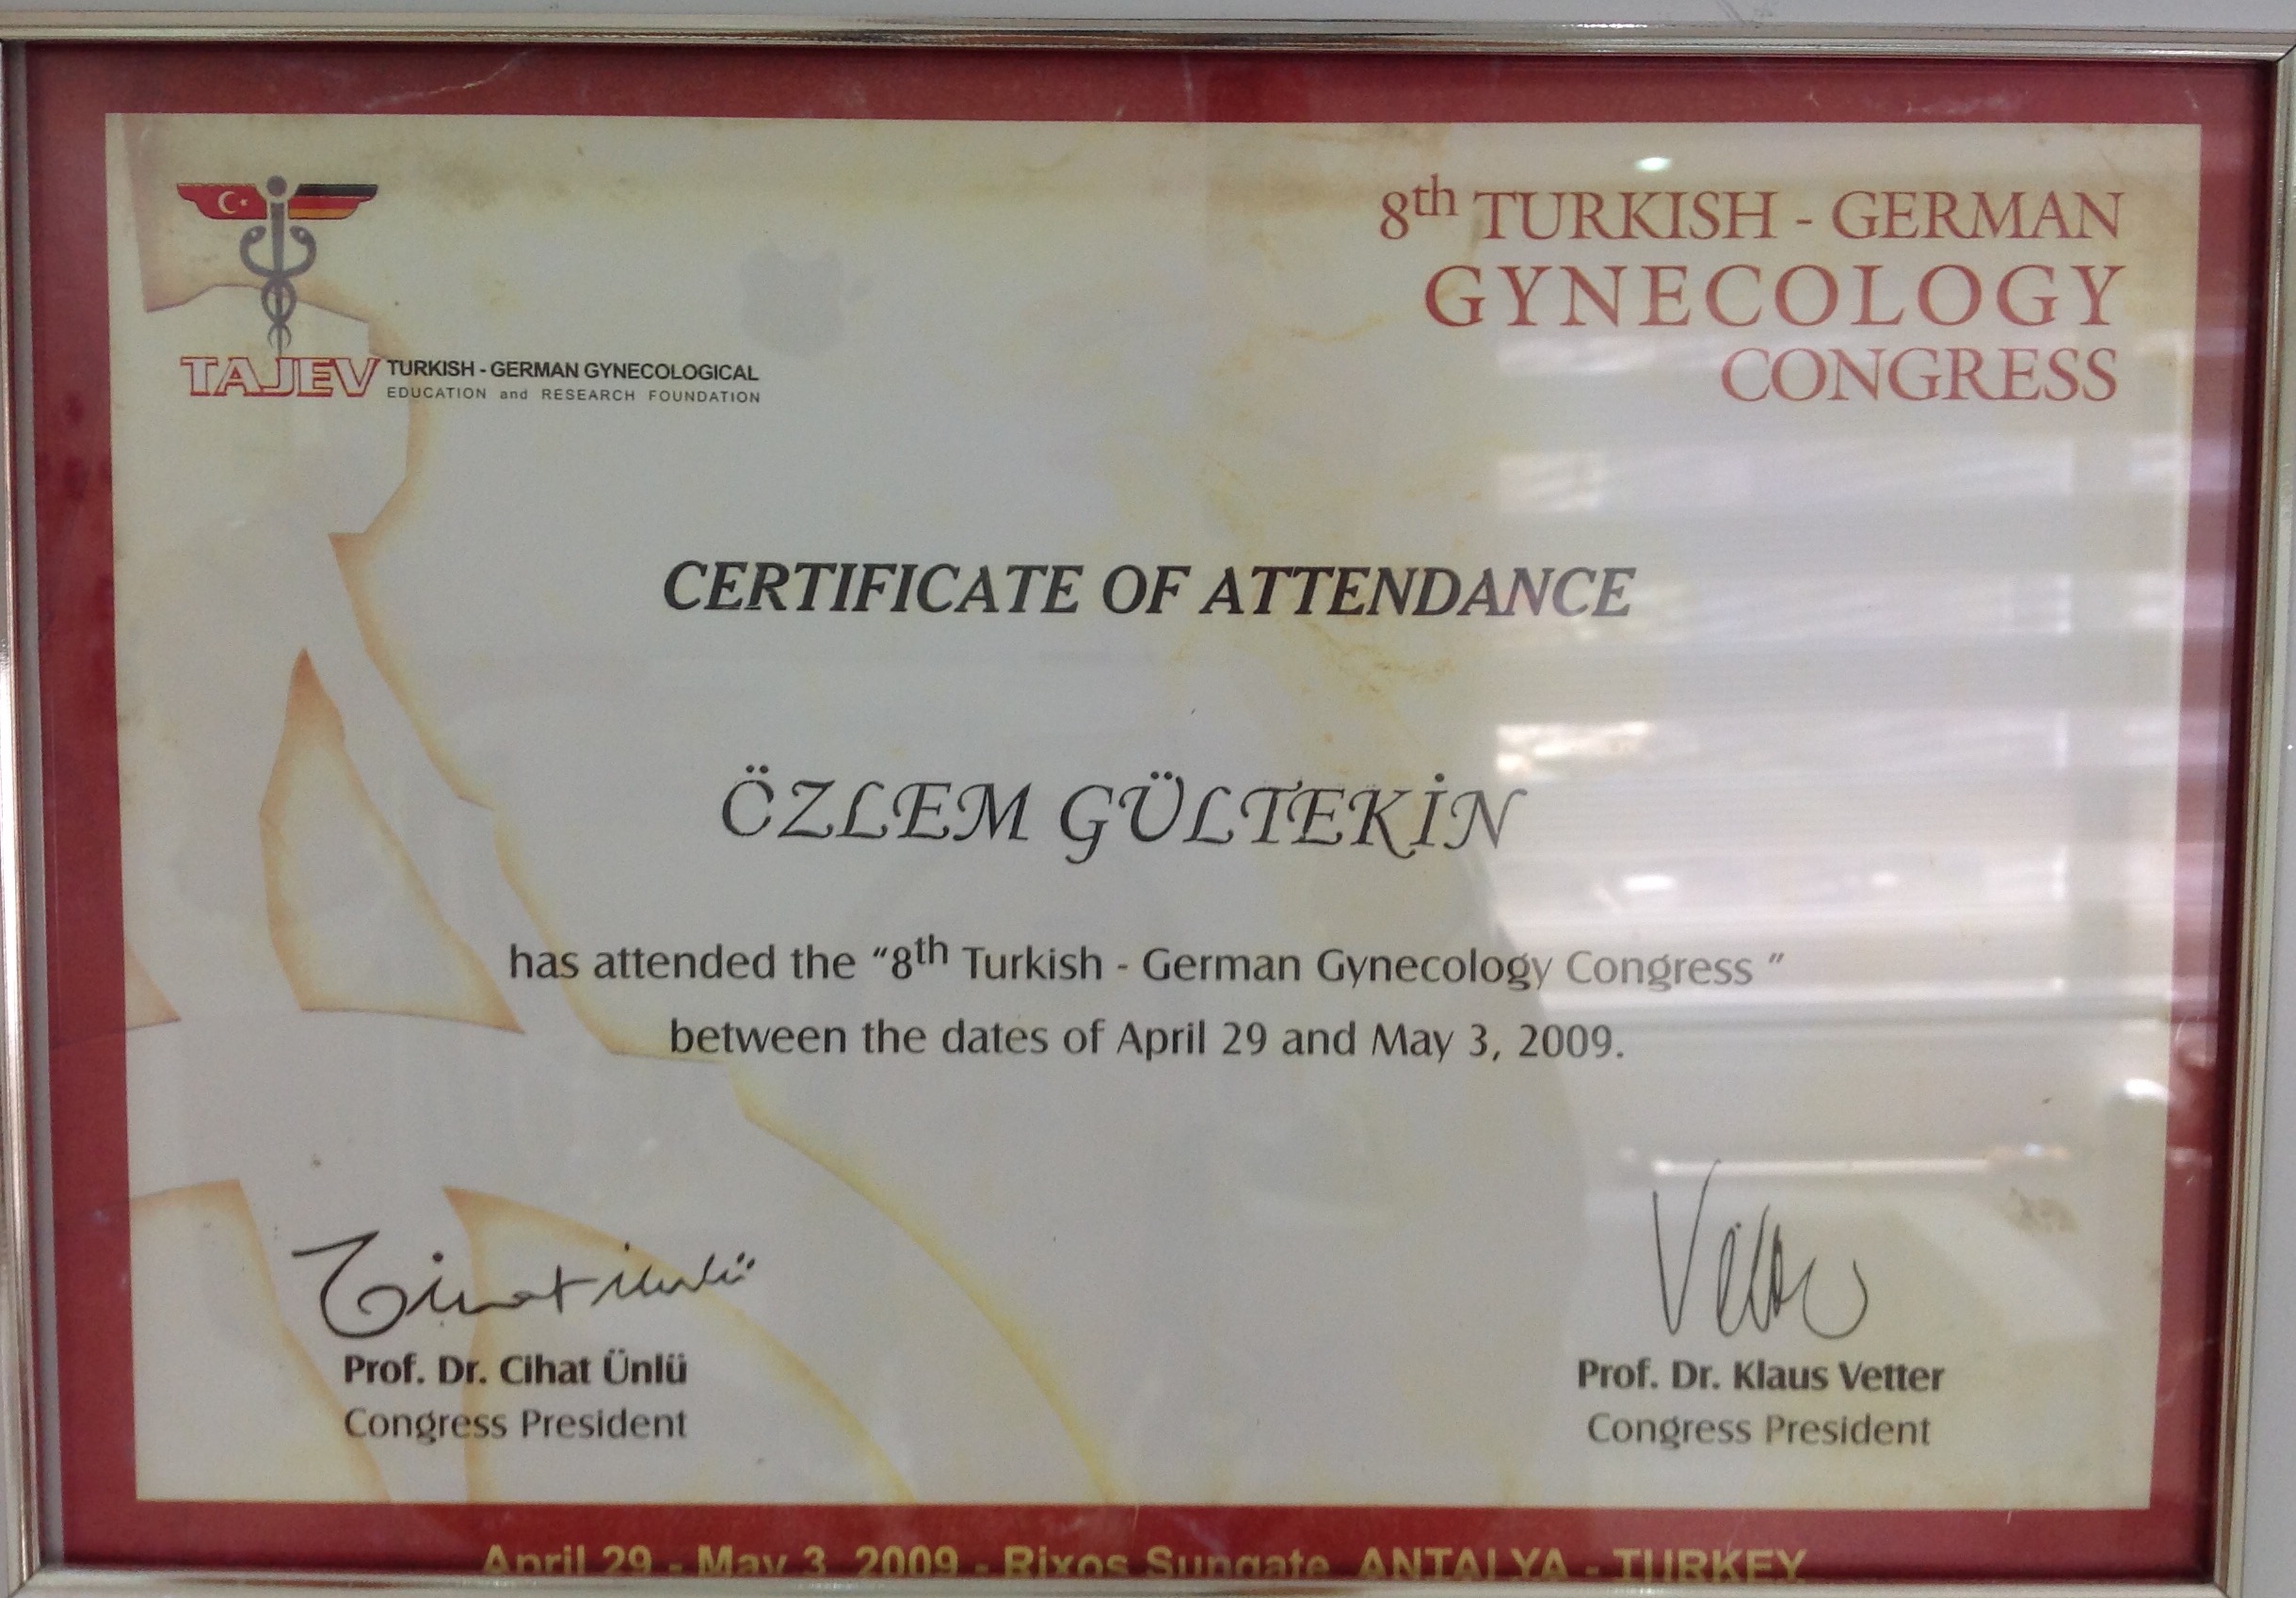 8th TURKISH - GERMAN
GYNECOLOGY
CONGRESS
TAJEV TURKISH - GERMAN GYNECOLOGICAL
EDUCATION and RESEARCH FOUNDATION
CERTIFICATE OF ATTENDANCE
ÖZLEM GÜLTEKİN
has attended the "8th Turkish - German Gynecology Congress "
between the dates of April 29 and May 3, 2009.
Cihat Ünlü
Vetter
Prof. Dr. Cihat Ünlü
Congress President
Prof. Dr. Klaus Vetter
Congress President
April 29 - May 3, 2009 - Rixos Sungate, ANTALYA - TURKEY